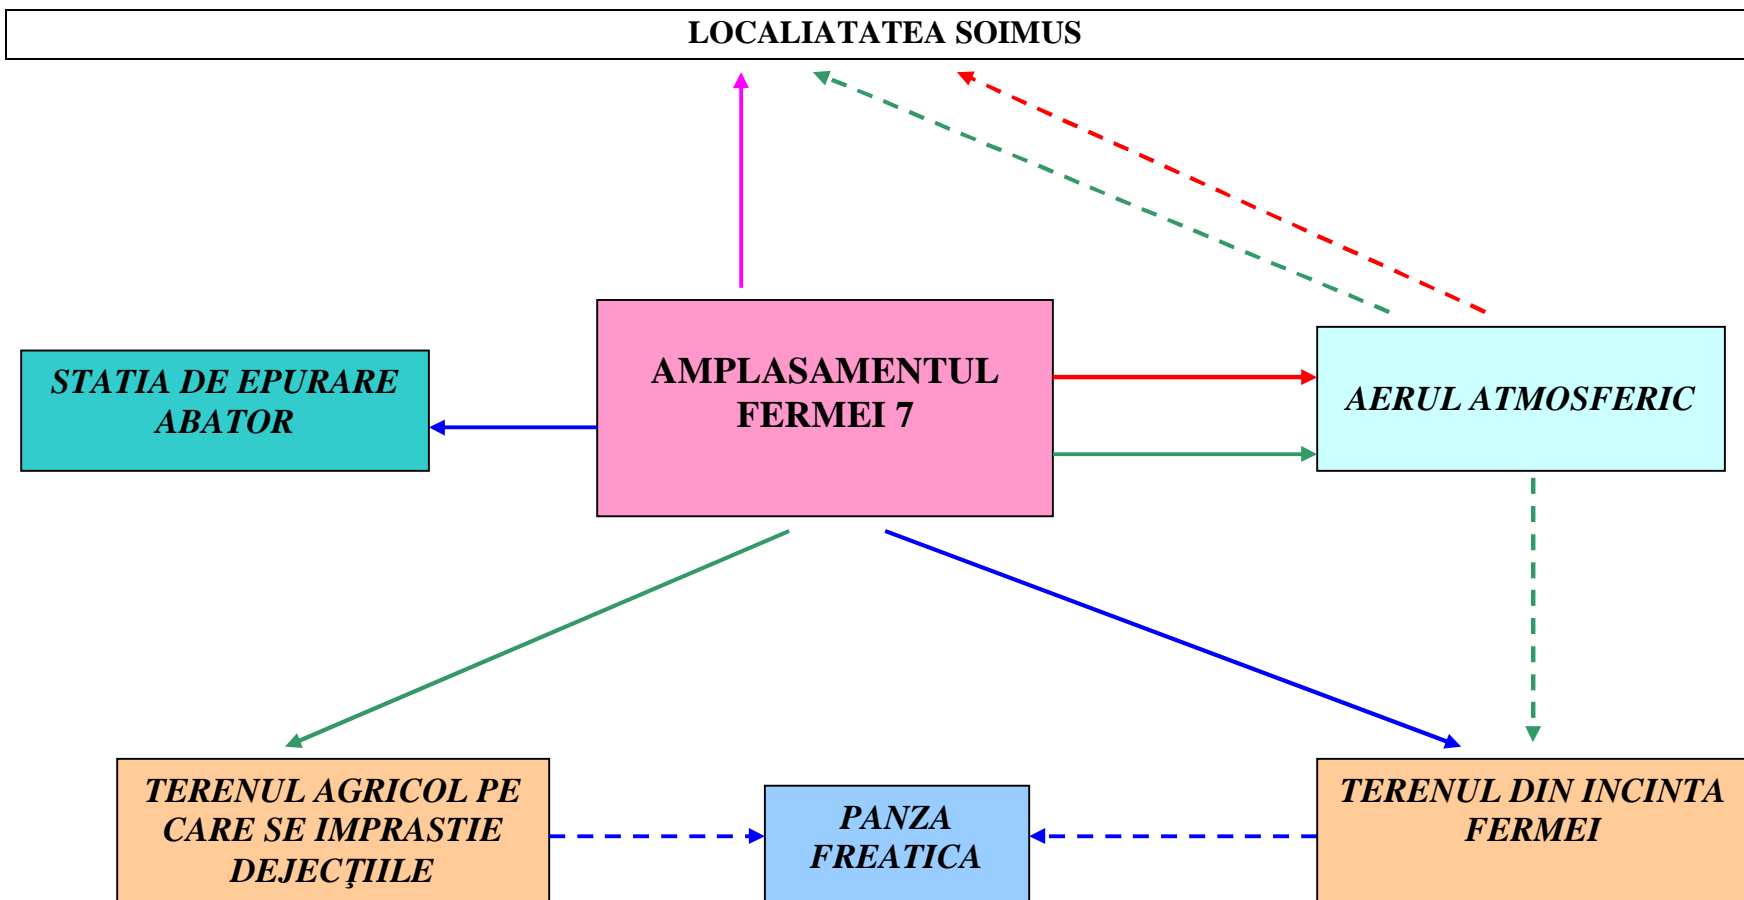 LOCALIATATEA SOIMUS
AMPLASAMENTUL
FERMEI 7
STATIA DE EPURARE
ABATOR
AERUL ATMOSFERIC
TERENUL AGRICOL PE
CARE SE IMPRASTIE
DEJECŢIILE
PANZA
FREATICA
TERENUL DIN INCINTA
FERMEI